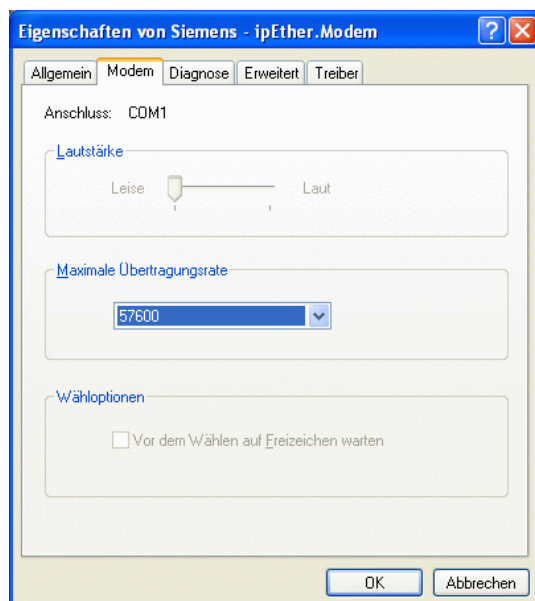 Eigenschaften von Siemens - ipEther.Modem
Allgemein Modem Diagnose Erweitert Treiber
Anschluss: COM1
Lautstärke
Leise Laut
Maximale Übertragungsrate
57600
Wähloptionen
Vor dem Wählen auf Freizeichen warten
OK Abbrechen